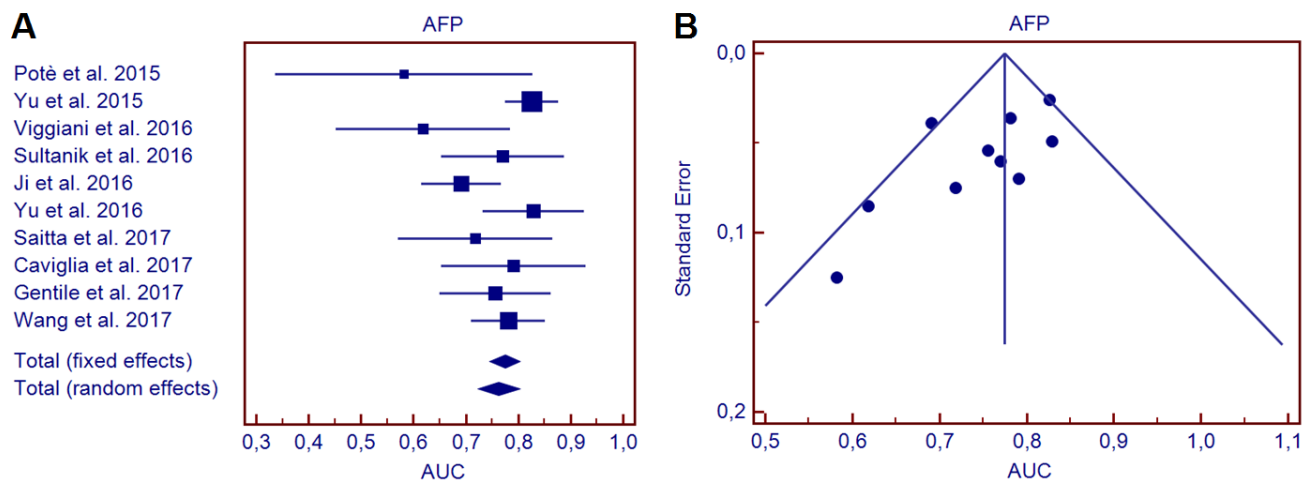 A
AFP
Potè et al. 2015
Yu et al. 2015
Viggiani et al. 2016
Sultanik et al. 2016
Ji et al. 2016
Yu et al. 2016
Saitta et al. 2017
Caviglia et al. 2017
Gentile et al. 2017
Wang et al. 2017
Total (fixed effects)
Total (random effects)
0,3 0,4 0,5 0,6 0,7 0,8 0,9 1,0
AUC
B
AFP
0,0
0,1
0,2
Standard Error
0,5 0,6 0,7 0,8 0,9 1,0 1,1
AUC